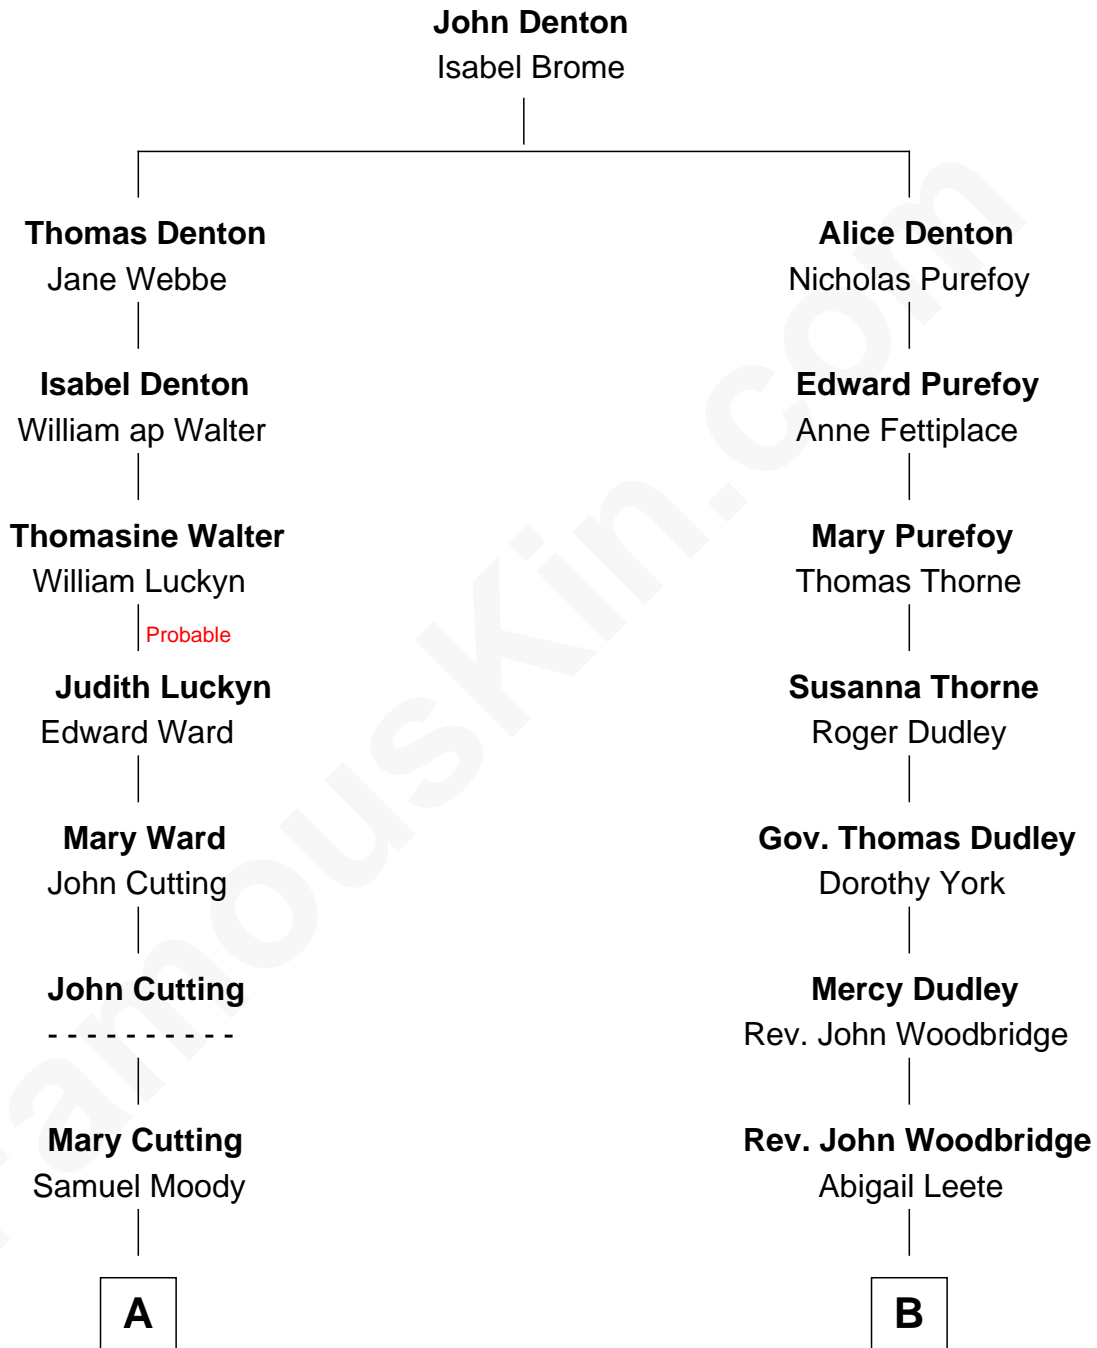 John Denton
Isabel Brome
Thomas Denton
Jane Webbe
Alice Denton
Nicholas Purefoy
Isabel Denton
William ap Walter
Edward Purefoy
Anne Fettiplace
Thomasine Walter
William Luckyn
Mary Purefoy
Thomas Thorne
Probable
Judith Luckyn
Edward Ward
Susanna Thorne
Roger Dudley
Mary Ward
John Cutting
Gov. Thomas Dudley
Dorothy York
John Cutting
- - - - - - - - - -
Mercy Dudley
Rev. John Woodbridge
Mary Cutting
Samuel Moody
Rev. John Woodbridge
Abigail Leete
A
B
FamousKin.com